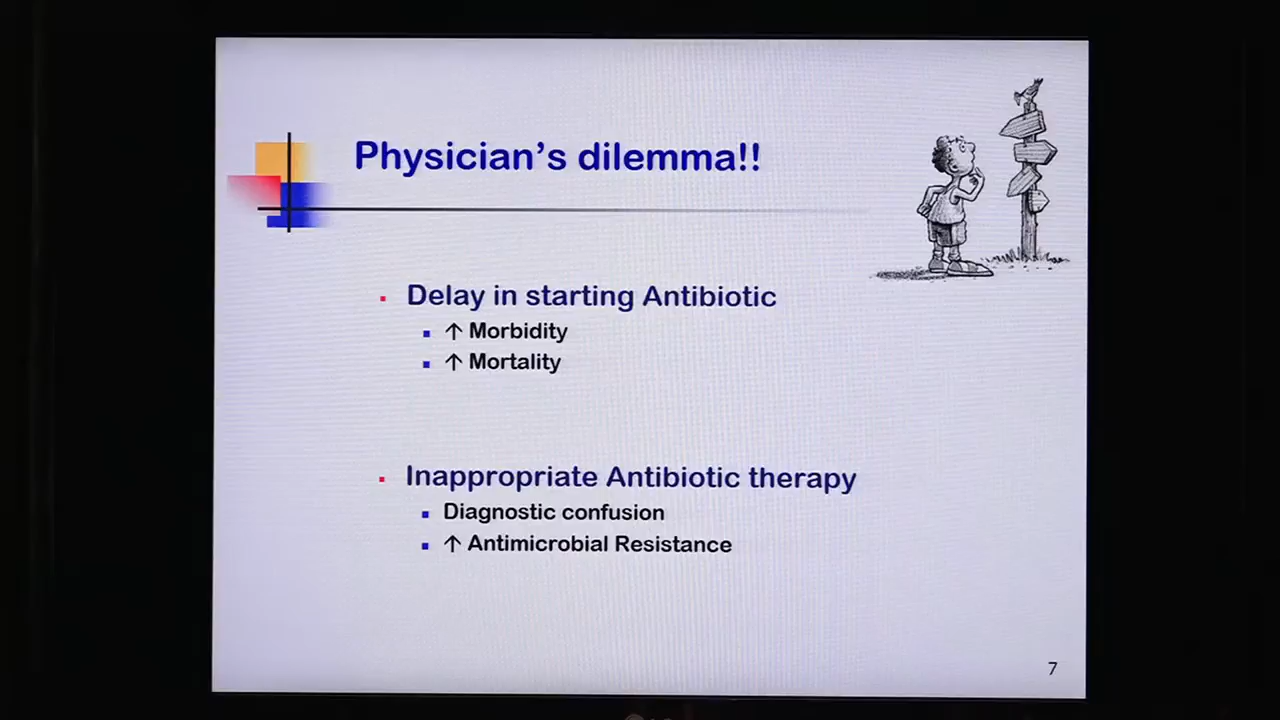 Physician's dilemma!!
Delay in starting Antibiotic
↑ Morbidity
↑ Mortality
Inappropriate Antibiotic therapy
Diagnostic confusion
↑ Antimicrobial Resistance
7